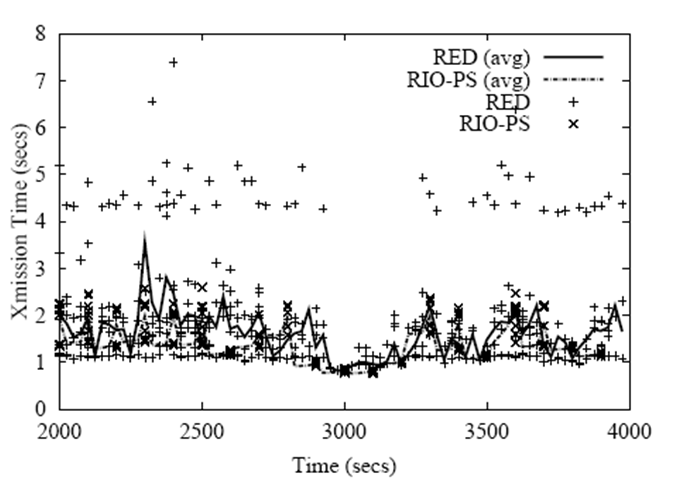 8
7
6
5
4
3
2
1
0
Xmission Time (secs)
RED (avg)
RIO-PS (avg)
RED
RIO-PS
2000 2500 3000 3500 4000
Time (secs)